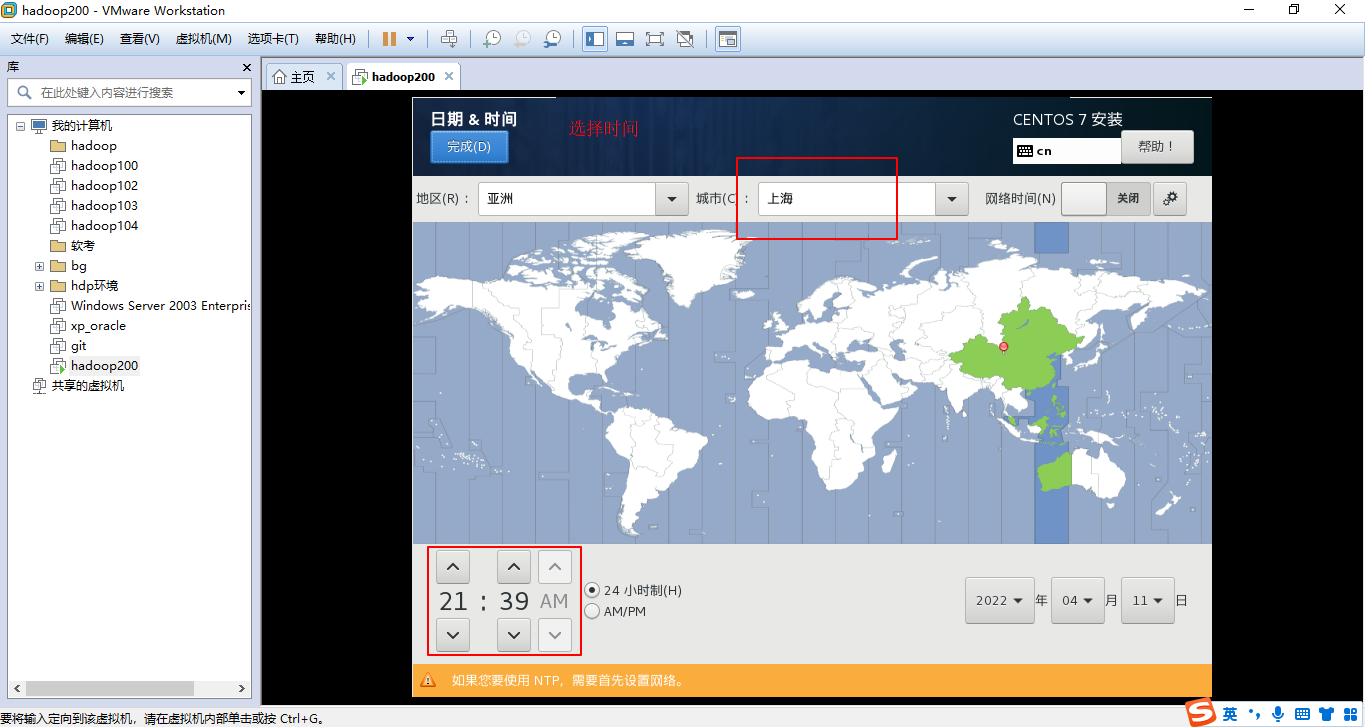 hadoop200 - VMware Workstation
文件(F) 编辑(E) 查看(V) 虚拟机(M) 选项卡(T) 帮助(H)
库
在此处键入内容进行搜索
我的计算机
hadoop
hadoop100
hadoop102
hadoop103
hadoop104
软考
bg
hdp环境
Windows Server 2003 Enterpris
xp_oracle
git
hadoop200
共享的虚拟机
主页 hadoop200
日期 & 时间
选择时间
CENTOS 7 安装
完成(D)
cn
帮助！
地区(R)： 亚洲 城市(C)： 上海 网络时间(N) 关闭
21 : 39 AM
24 小时制(H)
AM/PM
2022 年 04 月 11 日
如果您要使用 NTP，需要首先设置网络。
要将输入定向到该虚拟机，请在虚拟机内部单击或按 Ctrl+G。
S 英